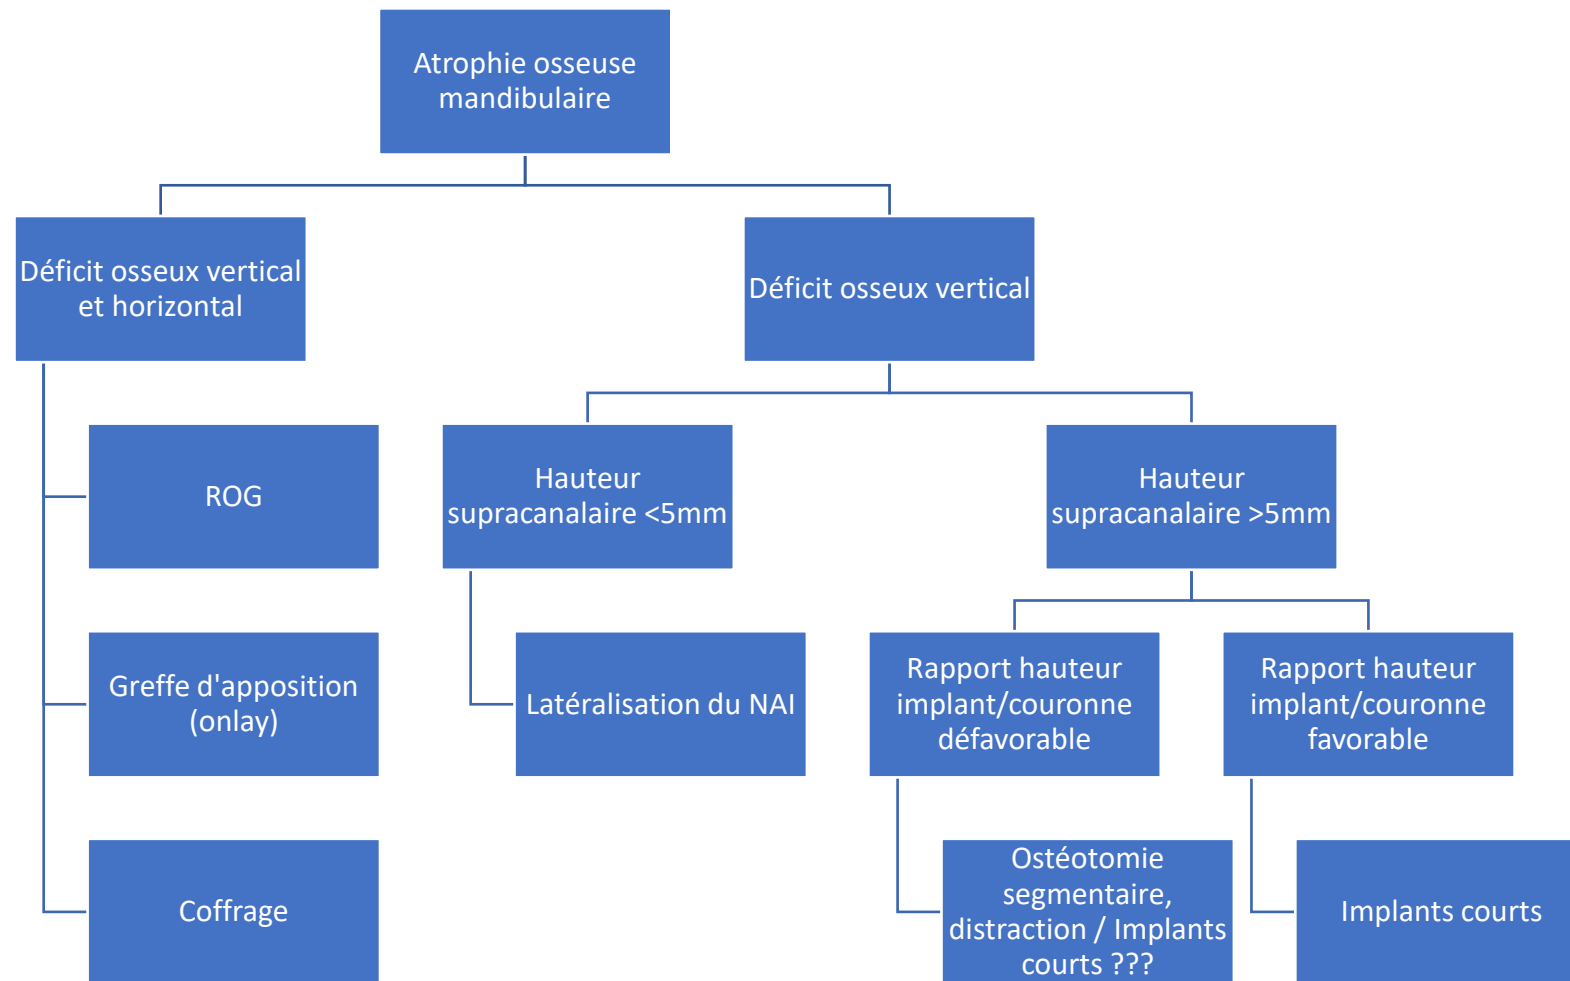 Atrophie osseuse
mandibulaire
Déficit osseux vertical
et horizontal
Déficit osseux vertical
ROG
Hauteur
supracanalaire <5mm
Hauteur
supracanalaire >5mm
Greffe d'apposition
(onlay)
Latéralisation du NAI
Rapport hauteur
implant/couronne
défavorable
Rapport hauteur
implant/couronne
favorable
Coffrage
Ostéotomie
segmentaire,
distraction / Implants
courts ???
Implants courts